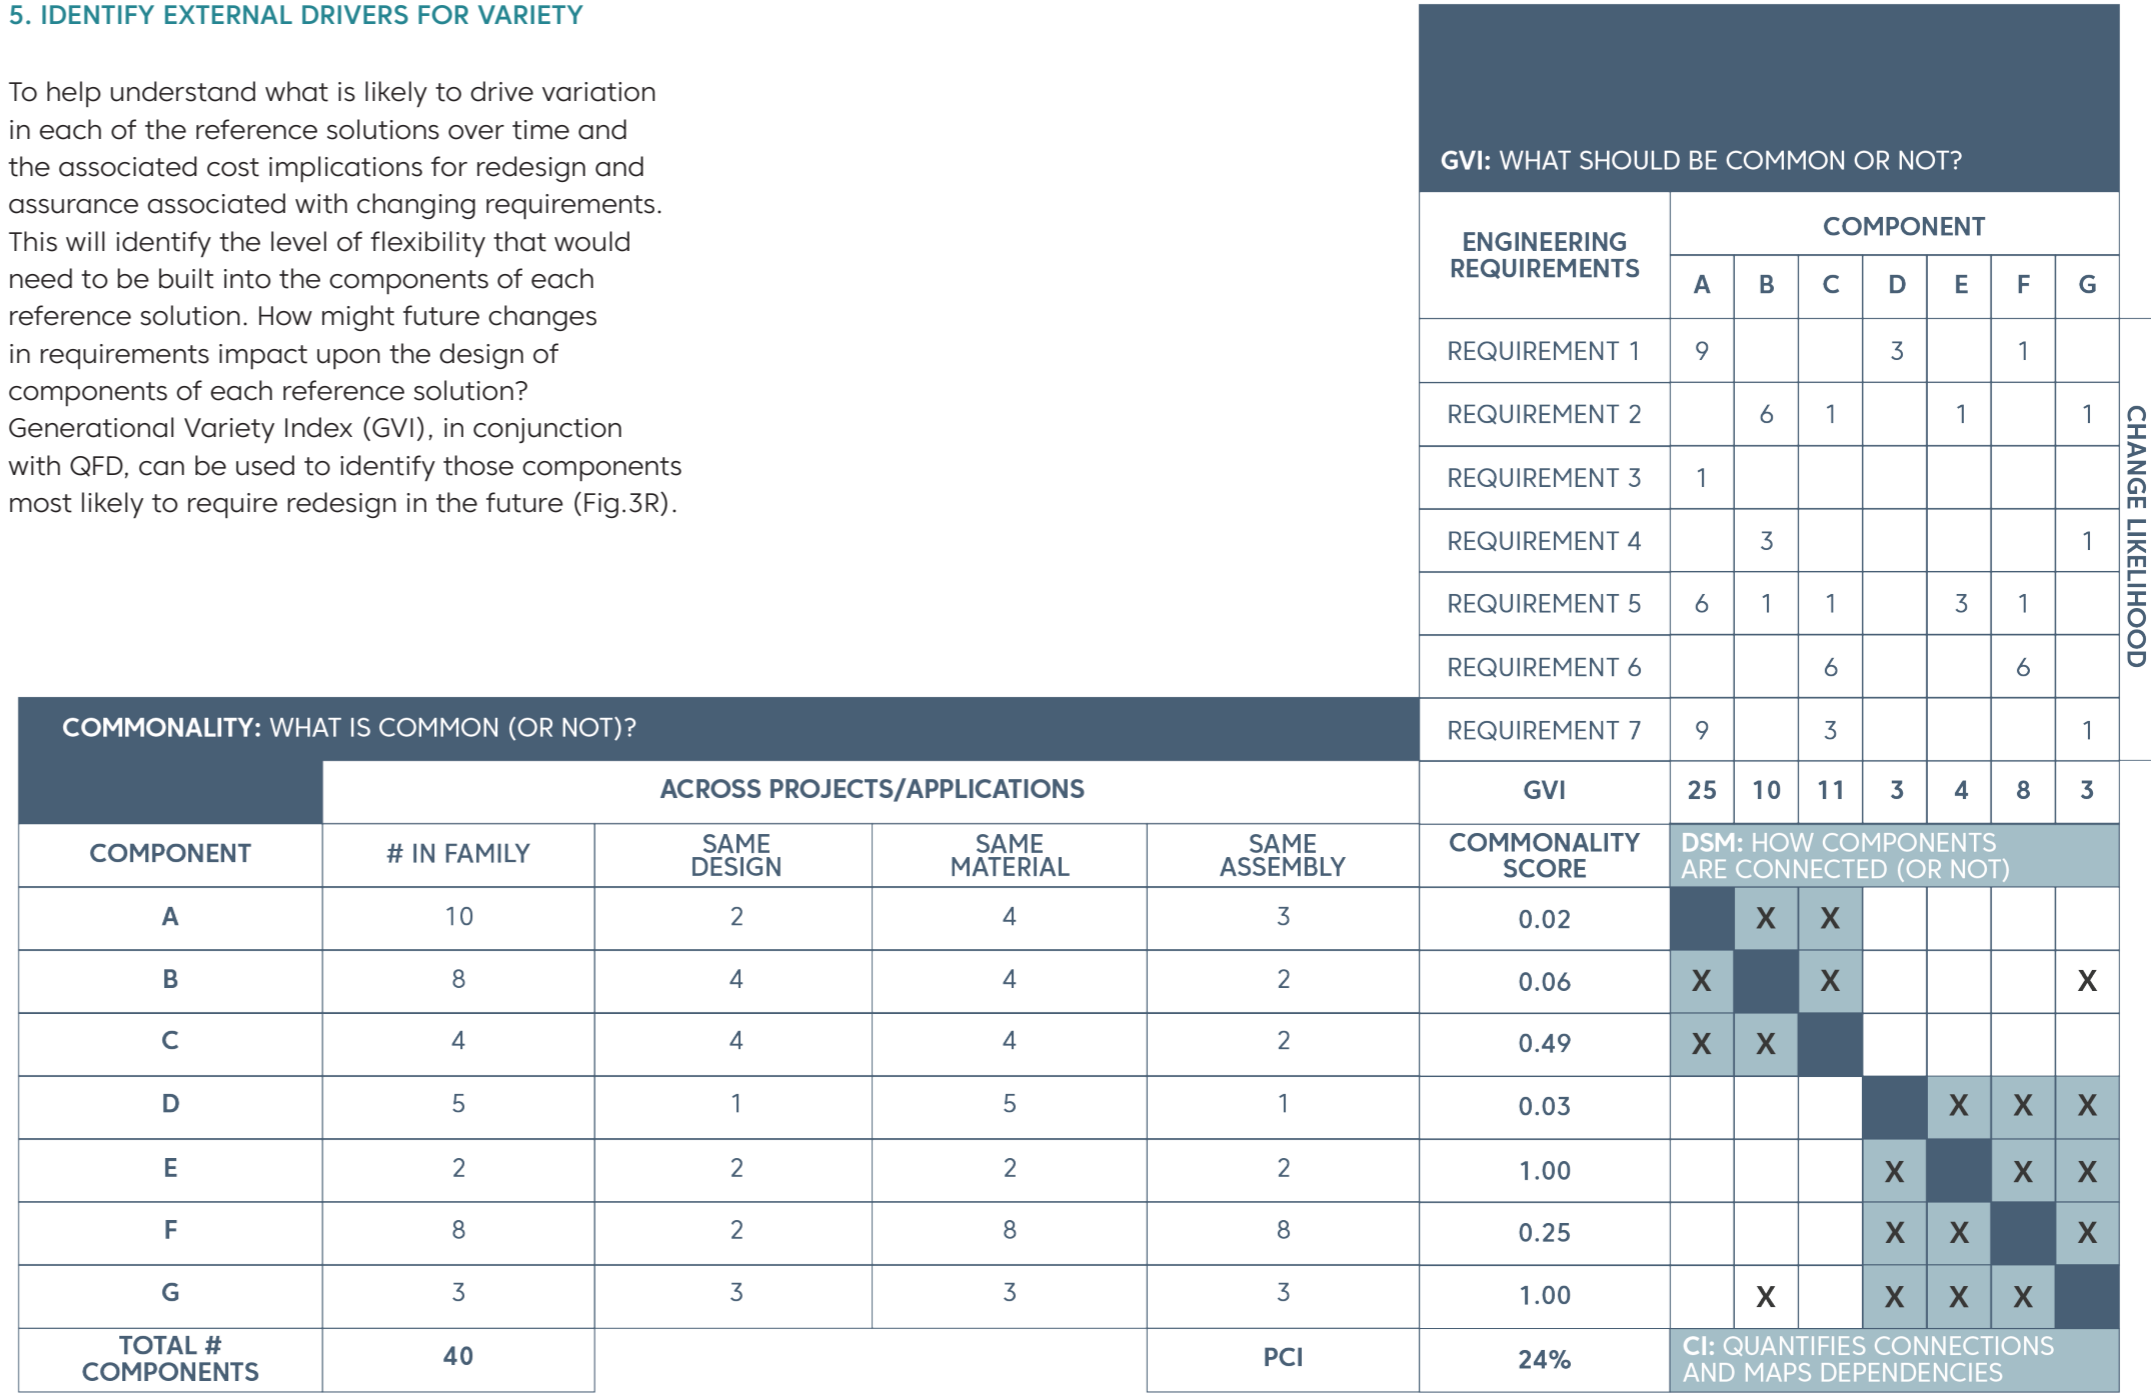 5. IDENTIFY EXTERNAL DRIVERS FOR VARIETY
To help understand what is likely to drive variation
in each of the reference solutions over time and
the associated cost implications for redesign and
assurance associated with changing requirements.
This will identify the level of flexibility that would
need to be built into the components of each
reference solution. How might future changes
in requirements impact upon the design of
components of each reference solution?
Generational Variety Index (GVI), in conjunction
with QFD, can be used to identify those components
most likely to require redesign in the future (Fig.3R).
GVI: WHAT SHOULD BE COMMON OR NOT?
ENGINEERING
REQUIREMENTS
COMPONENT
A B C D E F G
REQUIREMENT 1 9 3 1
REQUIREMENT 2 6 1 1 1
REQUIREMENT 3 1
REQUIREMENT 4 3 1
REQUIREMENT 5 6 1 1 3 1
REQUIREMENT 6 6 6
REQUIREMENT 7 9 3 1
CHANGE LIKELIHOOD
COMMONALITY: WHAT IS COMMON (OR NOT)?
ACROSS PROJECTS/APPLICATIONS
GVI 25 10 11 3 4 8 3
COMPONENT
# IN FAMILY
SAME
DESIGN
SAME
MATERIAL
SAME
ASSEMBLY
COMMONALITY
SCORE
DSM: HOW COMPONENTS
ARE CONNECTED (OR NOT)
A 10 2 4 3 0.02 X X
B 8 4 4 2 0.06 X X X
C 4 4 4 2 0.49 X X
D 5 1 5 1 0.03 X X X
E 2 2 2 2 1.00 X X X
F 8 2 8 8 0.25 X X X
G 3 3 3 3 1.00 X X X X
TOTAL #
COMPONENTS
40
PCI
24%
CI: QUANTIFIES CONNECTIONS
AND MAPS DEPENDENCIES